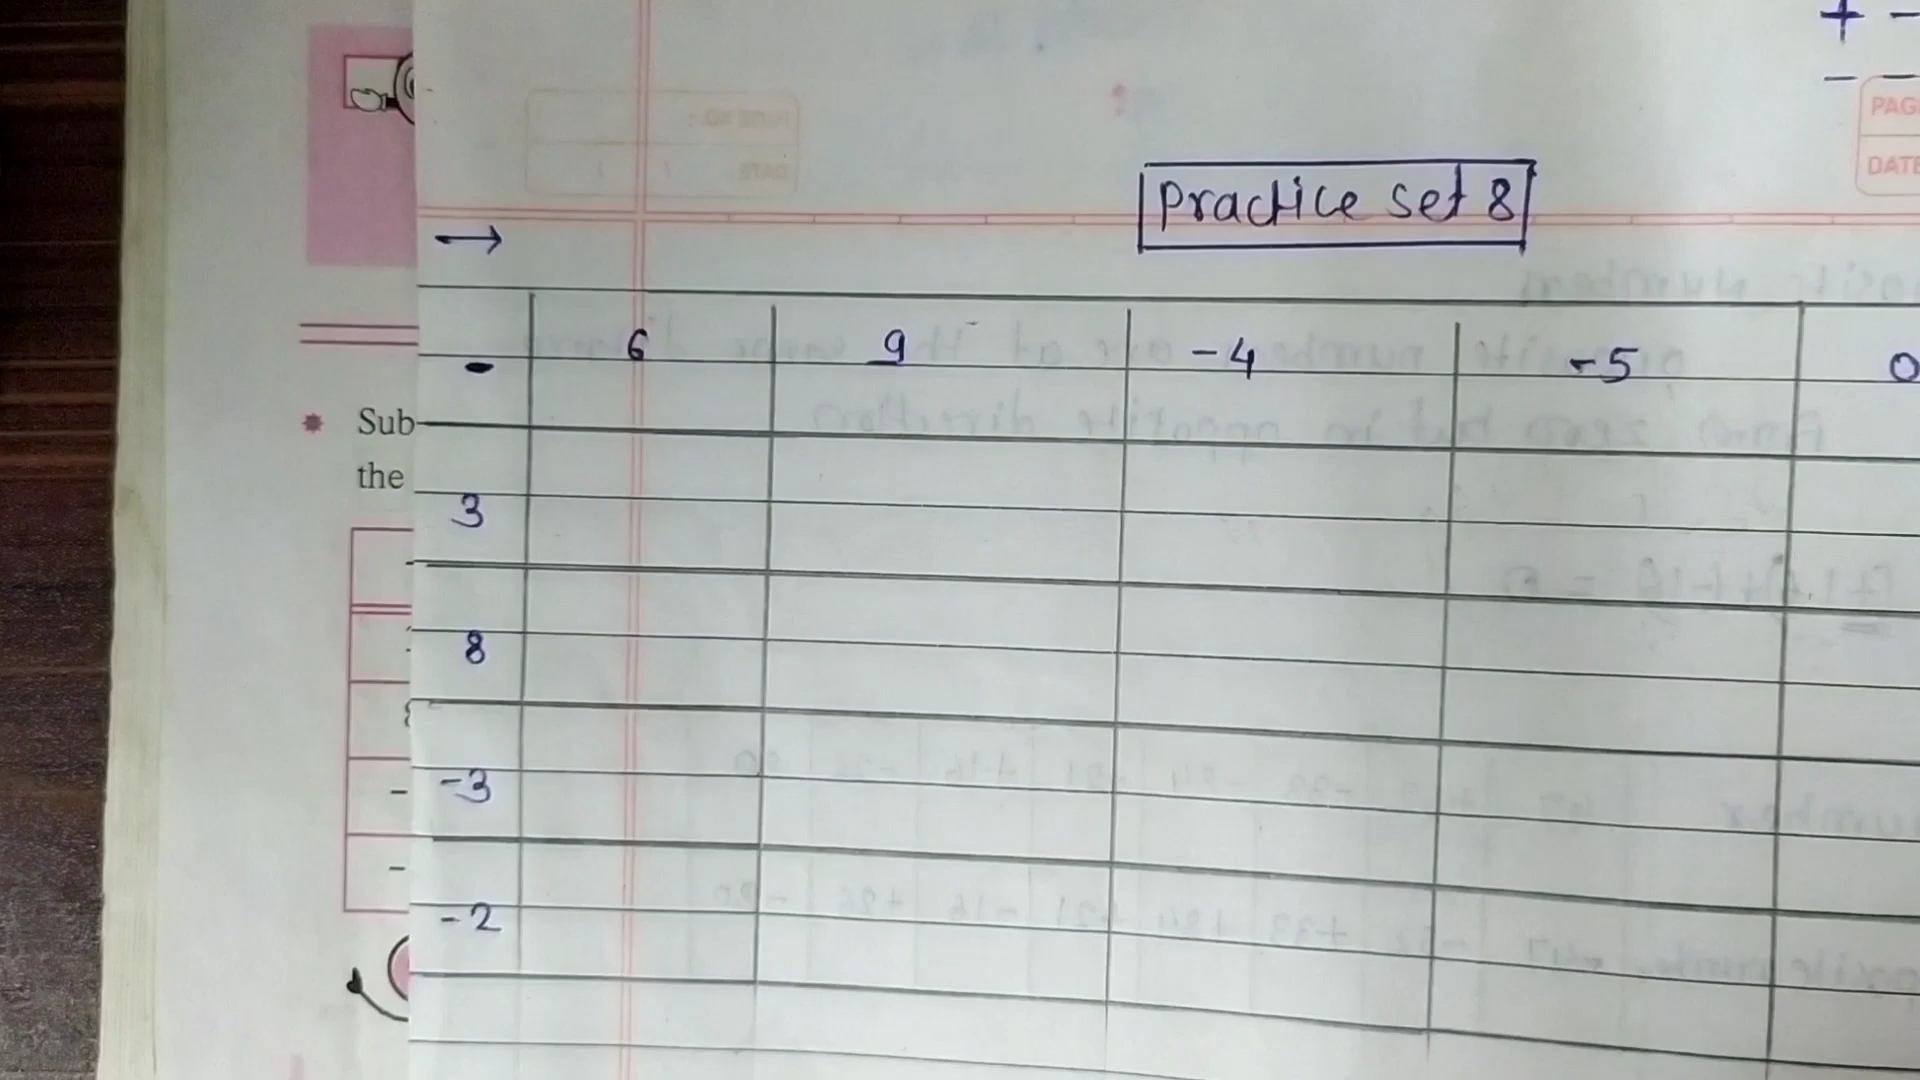 + -
- -
PAG
DATE
Practice set 8
→
- 6 9 -4 -5 0
Sub
the
3
8
-3
-2